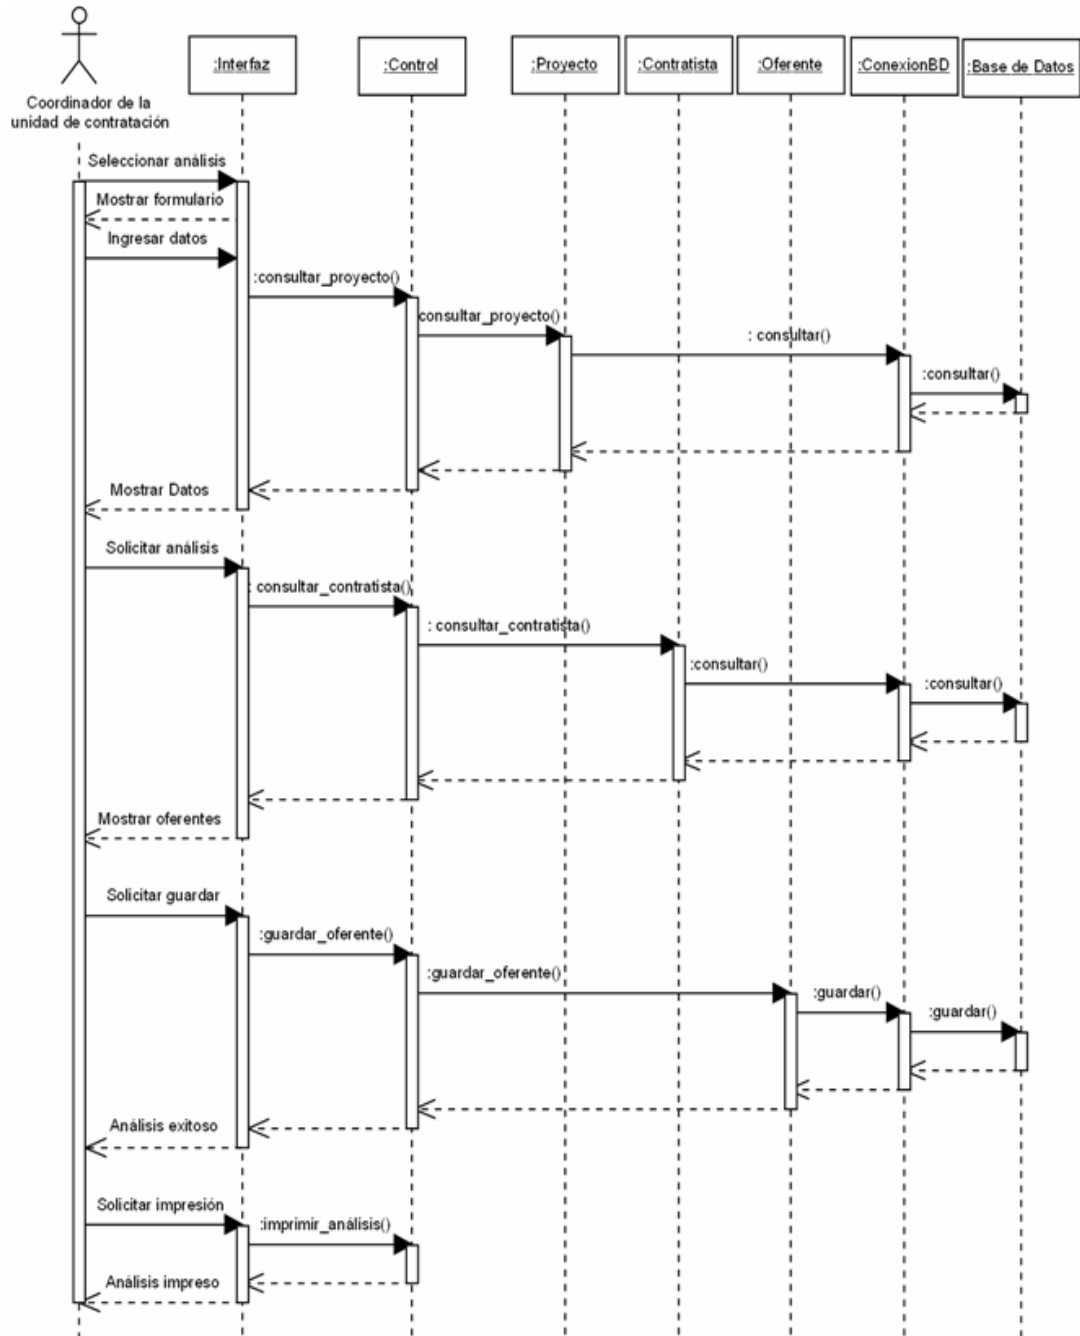 :Interfaz
:Control
:Proyecto
:Contratista
:Oferente
:ConexionBD
:Base de Datos
Coordinador de la
unidad de contratación
Seleccionar análisis
Mostrar formulario
Ingresar datos
:consultar_proyecto()
consultar_proyecto()
: consultar()
:consultar()
Mostrar Datos
Solicitar análisis
: consultar_contratista()
: consultar_contratista()
:consultar()
:consultar()
Mostrar oferentes
Solicitar guardar
:guardar_oferente()
:guardar_oferente()
:guardar()
:guardar()
Análisis exitoso
Solicitar impresión
:imprimir_análisis()
Análisis impreso